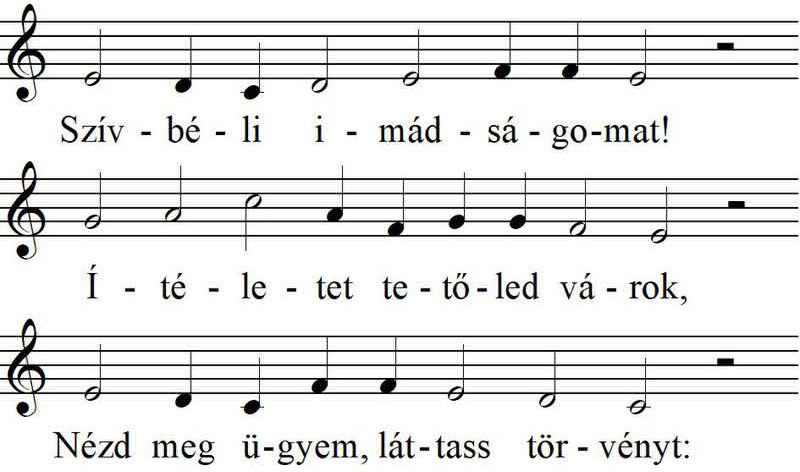 Szív - bé - li i - mád - sá - go-mat!
Í - té - le - tet te - tő - led vá - rok,
Nézd meg ü-gyem, lát-tass tör - vényt: